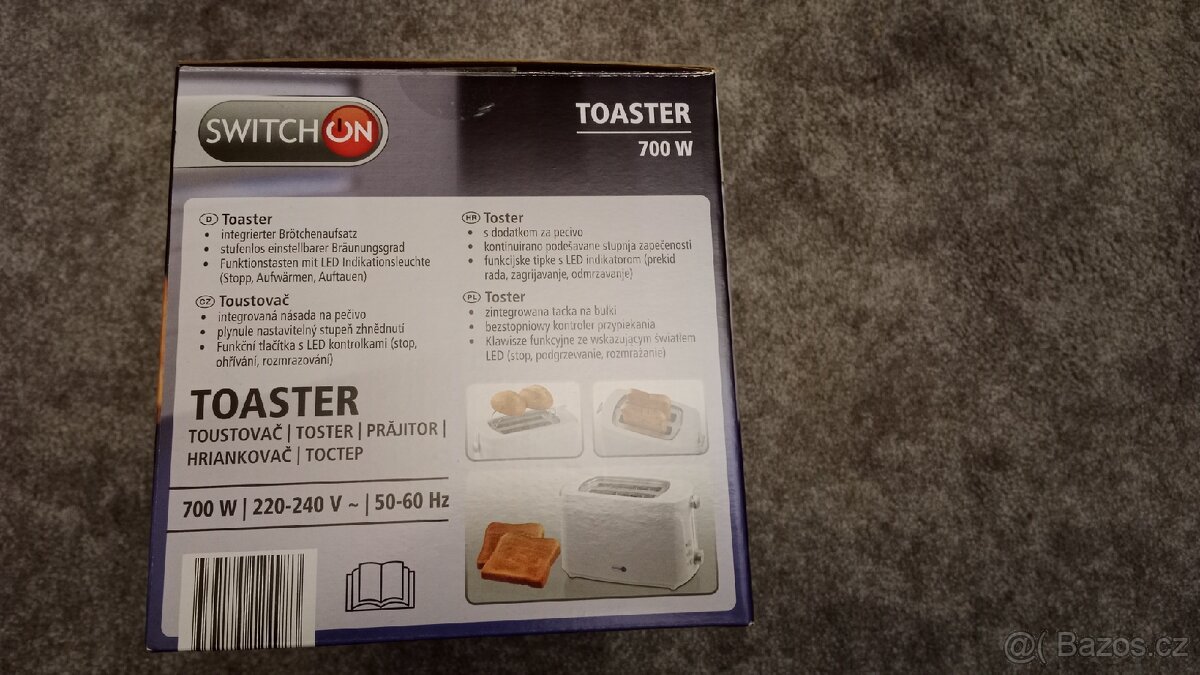 SWITCH ON
TOASTER
700 W
D Toaster
• integrierter Brötchenaufsatz
• stufenlos einstellbarer Bräunungsgrad
• Funktionstasten mit LED Indikationsleuchte
(Stopp, Aufwärmen, Auftauen)
CZ Toustovač
• integrovaná násada na pečivo
• plynule nastavitelný stupeň zhnědnutí
• Funkční tlačítka s LED kontrolkami (stop,
ohřívání, rozmrazování)
HR Toster
• s dodatkom za pecivo
• kontinuirano podešavane stupnja zapečenosti
• funkcijske tipke s LED indikatorom (prekid
rada, zagrijavanje, odmrzavanje)
PL Toster
• zintegrowana tacka na bułki
• bezstopniowy kontroler przypiekania
• Klawisze funkcyjne ze wskazującym światłem
LED (stop, podgrzewanie, rozmrażanie)
TOASTER
TOUSTOVAČ | TOSTER | PRĂJITOR |
HRIANKOVAČ | ТОСТЕР
700 W | 220-240 V ~ | 50-60 Hz
@( Bazos.cz